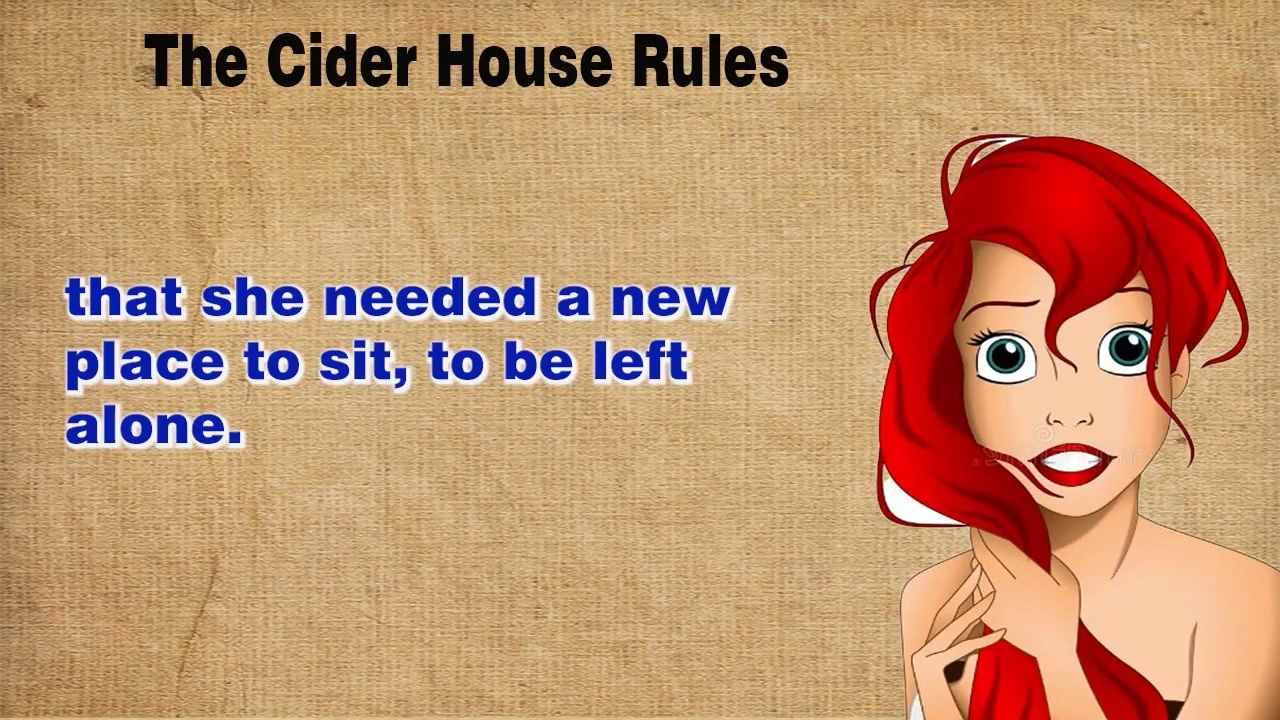 The Cider House Rules
that she needed a new
place to sit, to be left
alone.